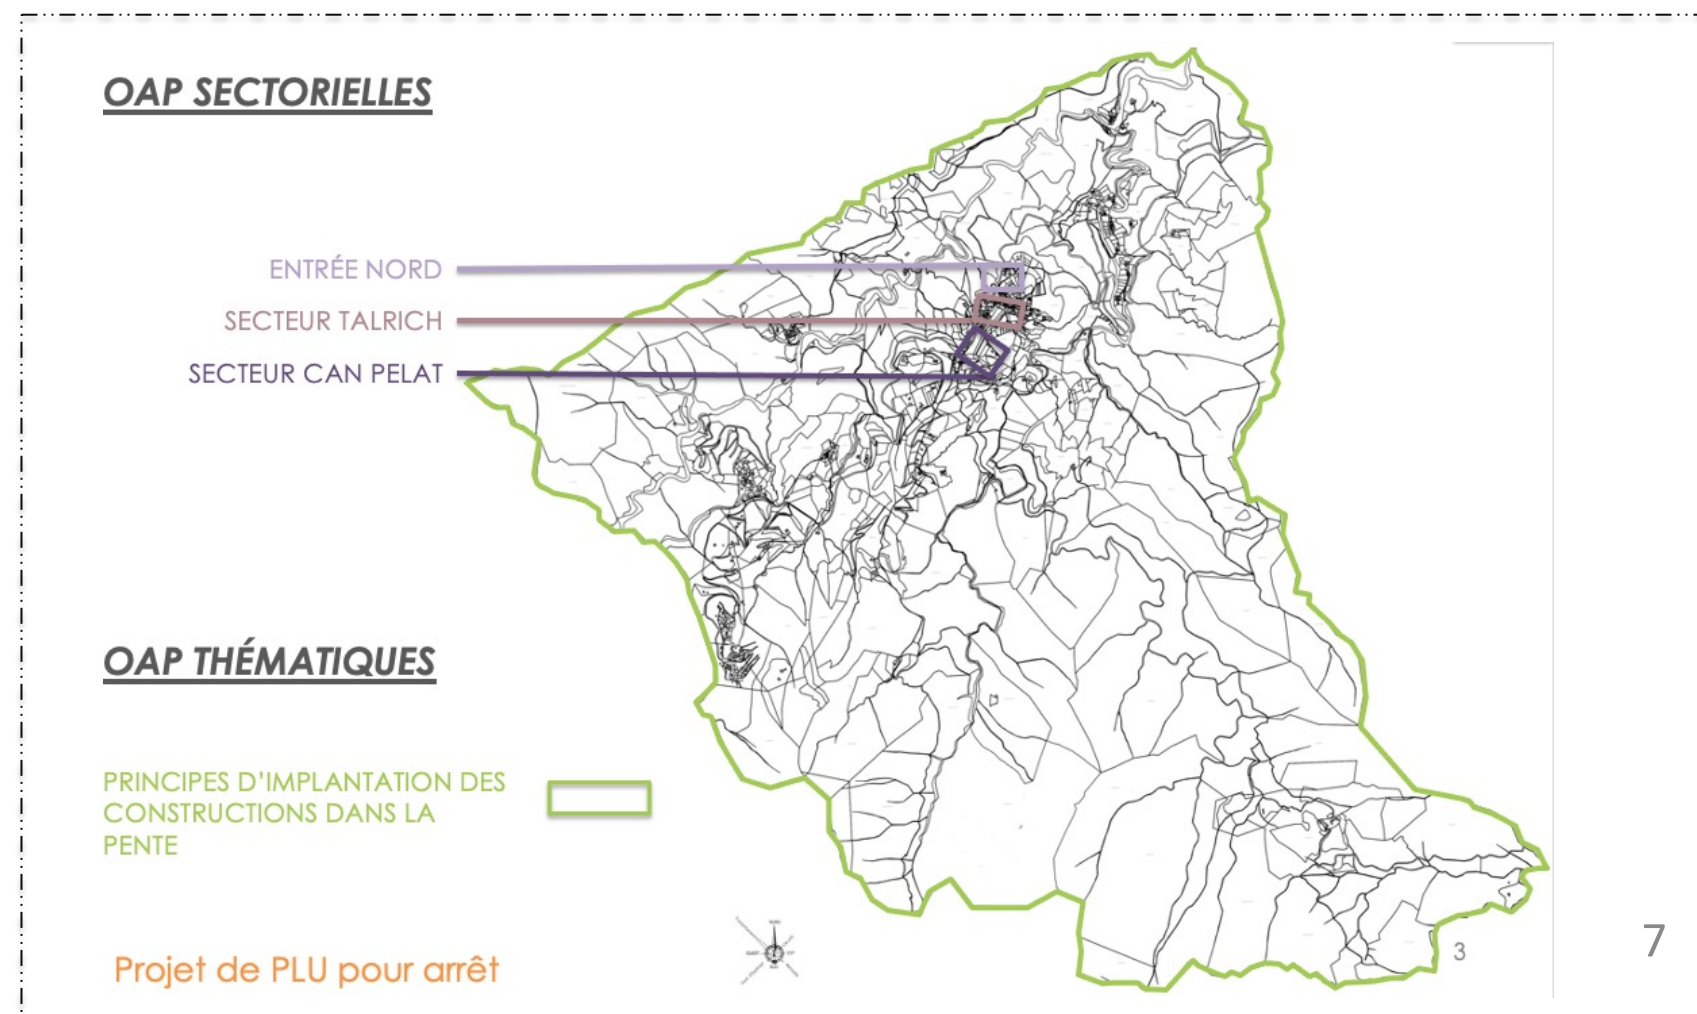 OAP SECTORIELLES
ENTRÉE NORD
SECTEUR TALRICH
SECTEUR CAN PELAT
OAP THÉMATIQUES
PRINCIPES D'IMPLANTATION DES
CONSTRUCTIONS DANS LA
PENTE
Projet de PLU pour arrêt
3
7